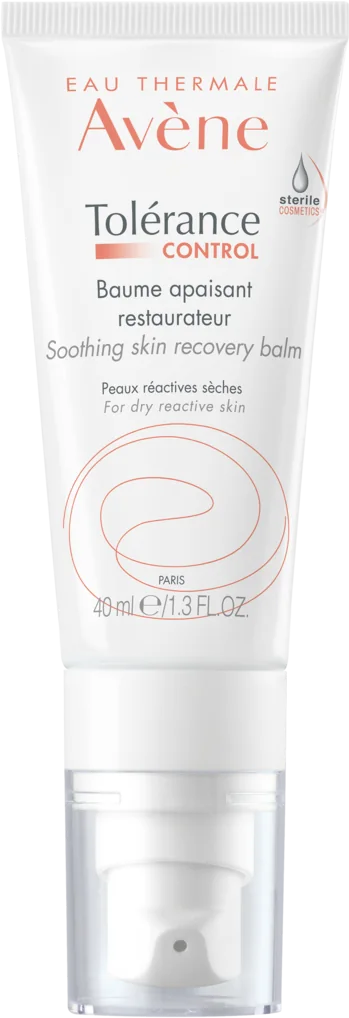 EAU THERMALE
Avène
sterile
COSMETICS
Tolérance
CONTROL
Baume apaisant
restaurateur
Soothing skin recovery balm
Peaux réactives sèches
For dry reactive skin
PARIS
40 ml ℮/1.3 FL.OZ.